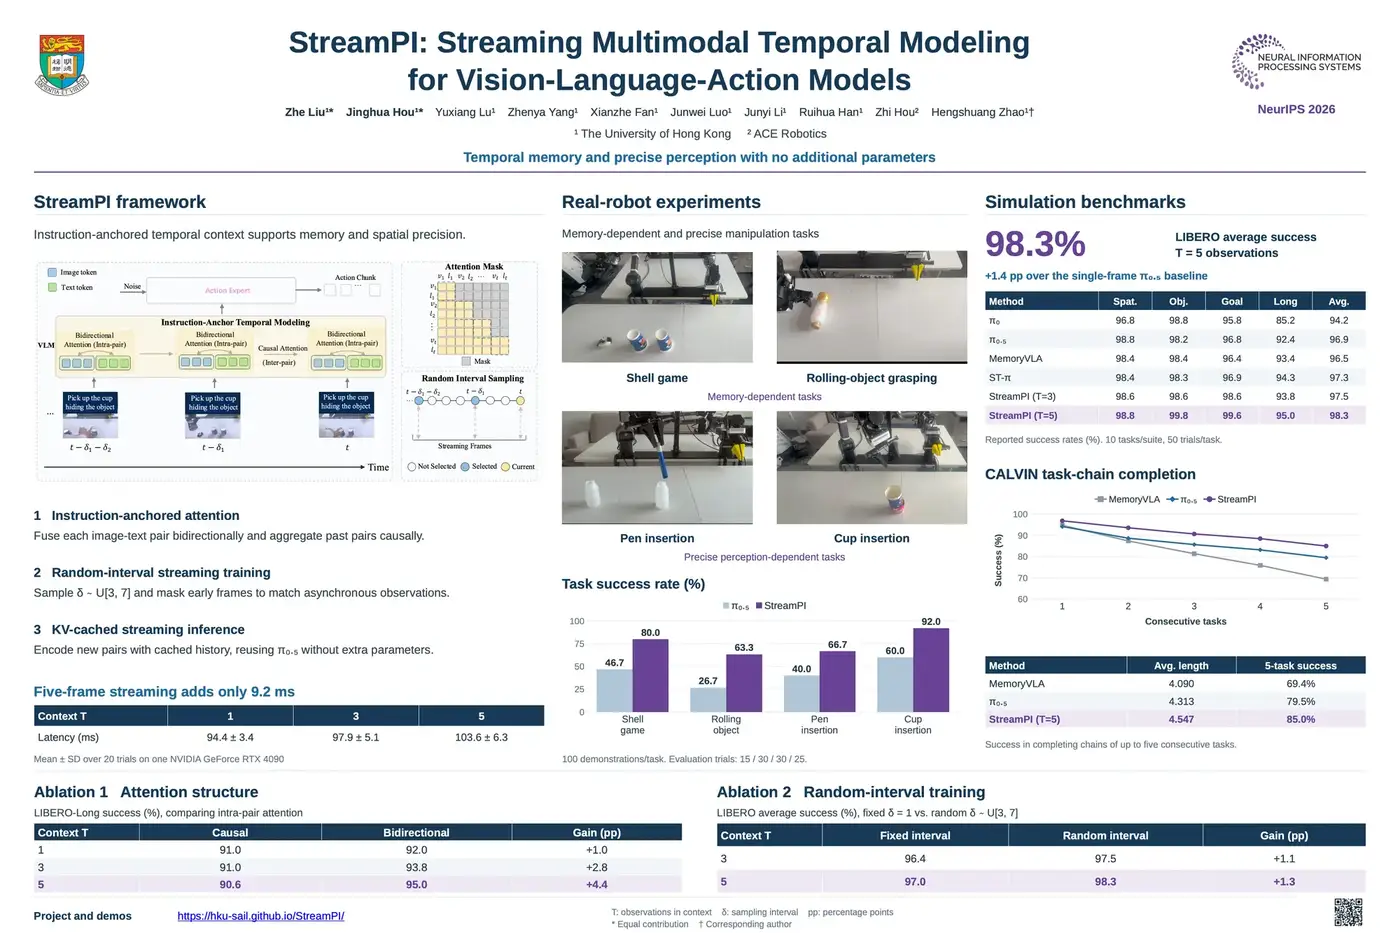 StreamPI: Streaming Multimodal Temporal Modeling
for Vision-Language-Action Models
Zhe Liu¹* Jinghua Hou¹* Yuxiang Lu¹ Zhenya Yang¹ Xianzhe Fan¹ Junwei Luo¹ Junyi Li¹ Ruihua Han¹ Zhi Hou² Hengshuang Zhao¹†
¹ The University of Hong Kong ² ACE Robotics
Temporal memory and precise perception with no additional parameters
NEURAL INFORMATION
PROCESSING SYSTEMS
NeurIPS 2026
StreamPI framework
Instruction-anchored temporal context supports memory and spatial precision.
Image token
Text token
Noise
Action Expert
Action Chunk
...
Instruction-Anchor Temporal Modeling
VLM
Bidirectional
Attention (Intra-pair)
Bidirectional
Attention (Intra-pair)
Causal Attention
(Inter-pair)
Bidirectional
Attention (Intra-pair)
...
Pick up the cup
hiding the object
Pick up the cup
hiding the object
Pick up the cup
hiding the object
t − δ₁ − δ₂
t − δ₁
t
Time
Attention Mask
v₁ l₁ v₂ l₂ ⋯ vₜ lₜ
v₁
l₁
v₂
l₂
⋮
vₜ
lₜ
Mask
Random Interval Sampling
t − δ₁ − δ₂ t − δ₁ t
Streaming Frames
Not Selected Selected Current
1 Instruction-anchored attention
Fuse each image-text pair bidirectionally and aggregate past pairs causally.
2 Random-interval streaming training
Sample δ ~ U[3, 7] and mask early frames to match asynchronous observations.
3 KV-cached streaming inference
Encode new pairs with cached history, reusing π₀.₅ without extra parameters.
Five-frame streaming adds only 9.2 ms
Context T 1 3 5
Latency (ms) 94.4 ± 3.4 97.9 ± 5.1 103.6 ± 6.3
Mean ± SD over 20 trials on one NVIDIA GeForce RTX 4090
Real-robot experiments
Memory-dependent and precise manipulation tasks
Shell game
Rolling-object grasping
Memory-dependent tasks
Pen insertion
Cup insertion
Precise perception-dependent tasks
Task success rate (%)
π₀.₅ StreamPI
100
75
50
25
0
46.7 80.0
26.7 63.3
40.0 66.7
60.0 92.0
Shell
game
Rolling
object
Pen
insertion
Cup
insertion
100 demonstrations/task. Evaluation trials: 15 / 30 / 30 / 25.
Simulation benchmarks
98.3%
LIBERO average success
T = 5 observations
+1.4 pp over the single-frame π₀.₅ baseline
Method Spat. Obj. Goal Long Avg.
π₀ 96.8 98.8 95.8 85.2 94.2
π₀.₅ 98.8 98.2 96.8 92.4 96.9
MemoryVLA 98.4 98.4 96.4 93.4 96.5
ST-π 98.4 98.3 96.9 94.3 97.3
StreamPI (T=3) 98.6 98.6 98.6 93.8 97.5
StreamPI (T=5) 98.8 99.8 99.6 95.0 98.3
Reported success rates (%). 10 tasks/suite, 50 trials/task.
CALVIN task-chain completion
MemoryVLA π₀.₅ StreamPI
Success (%)
100
90
80
70
60
1 2 3 4 5
Consecutive tasks
Method Avg. length 5-task success
MemoryVLA 4.090 69.4%
π₀.₅ 4.313 79.5%
StreamPI (T=5) 4.547 85.0%
Success in completing chains of up to five consecutive tasks.
Ablation 1 Attention structure
LIBERO-Long success (%), comparing intra-pair attention
Context T Causal Bidirectional Gain (pp)
1 91.0 92.0 +1.0
3 91.0 93.8 +2.8
5 90.6 95.0 +4.4
Ablation 2 Random-interval training
LIBERO average success (%), fixed δ = 1 vs. random δ ~ U[3, 7]
Context T Fixed interval Random interval Gain (pp)
3 96.4 97.5 +1.1
5 97.0 98.3 +1.3
Project and demos https://hku-sail.github.io/StreamPI/
T: observations in context δ: sampling interval pp: percentage points
* Equal contribution † Corresponding author